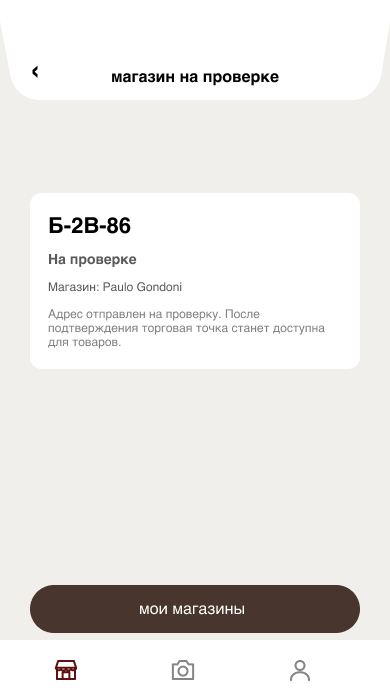 магазин на проверке
Б-2В-86
На проверке
Магазин: Paulo Gondoni
Адрес отправлен на проверку. После
подтверждения торговая точка станет доступна
для товаров.
мои магазины